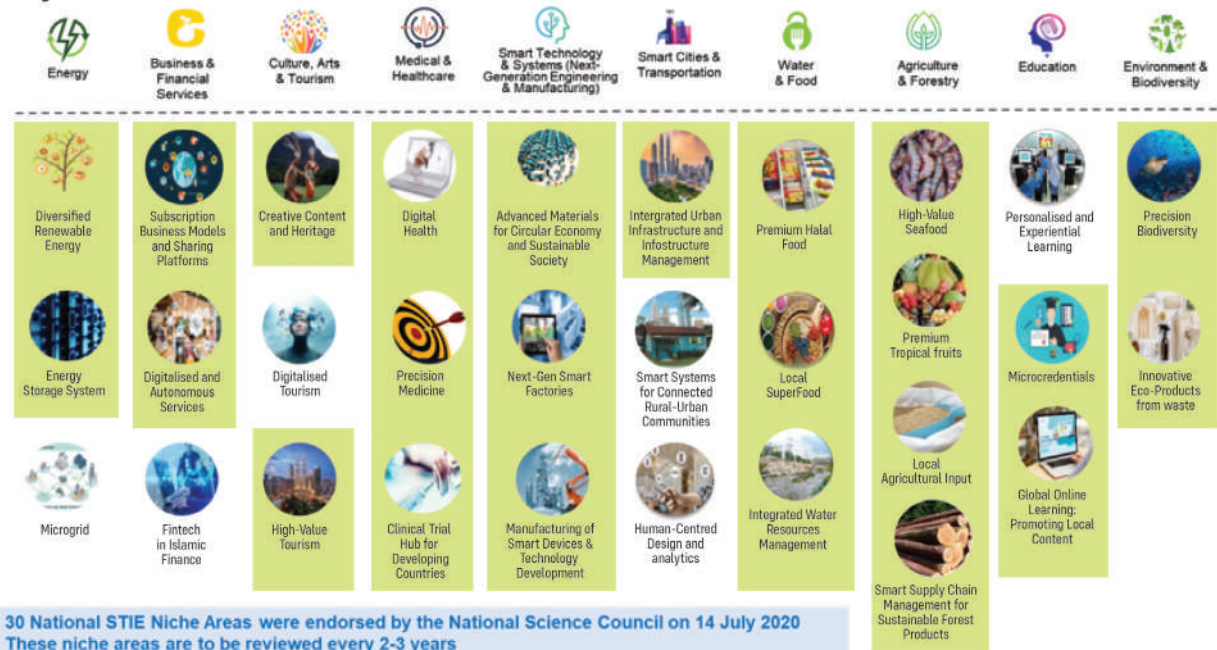 Energy
Business &
Financial
Services
Culture, Arts
& Tourism
Medical &
Healthcare
Smart Technology
& Systems (Next-
Generation Engineering
& Manufacturing)
Smart Cities &
Transportation
Water
& Food
Agriculture
& Forestry
Education
Environment &
Biodiversity
Diversified
Renewable
Energy
Subscription
Business Models
and Sharing
Platforms
Creative Content
and Heritage
Digital
Health
Advanced Materials
for Circular Economy
and Sustainable
Society
Intergrated Urban
Infrastructure and
Infostructure
Management
Premium Halal
Food
High-Value
Seafood
Personalised and
Experiential
Learning
Precision
Biodiversity
Energy
Storage System
Digitalised and
Autonomous
Services
Digitalised
Tourism
Precision
Medicine
Next-Gen Smart
Factories
Smart Systems
for Connected
Rural-Urban
Communities
Local
SuperFood
Premium
Tropical fruits
Microcredentials
Innovative
Eco-Products
from waste
Microgrid
Fintech
in Islamic
Finance
High-Value
Tourism
Clinical Trial
Hub for
Developing
Countries
Manufacturing of
Smart Devices &
Technology
Development
Human-Centred
Design and
analytics
Integrated Water
Resources
Management
Local
Agricultural Input
Global Online
Learning:
Promoting Local
Content
Smart Supply Chain
Management for
Sustainable Forest
Products
30 National STIE Niche Areas were endorsed by the National Science Council on 14 July 2020
These niche areas are to be reviewed every 2-3 years